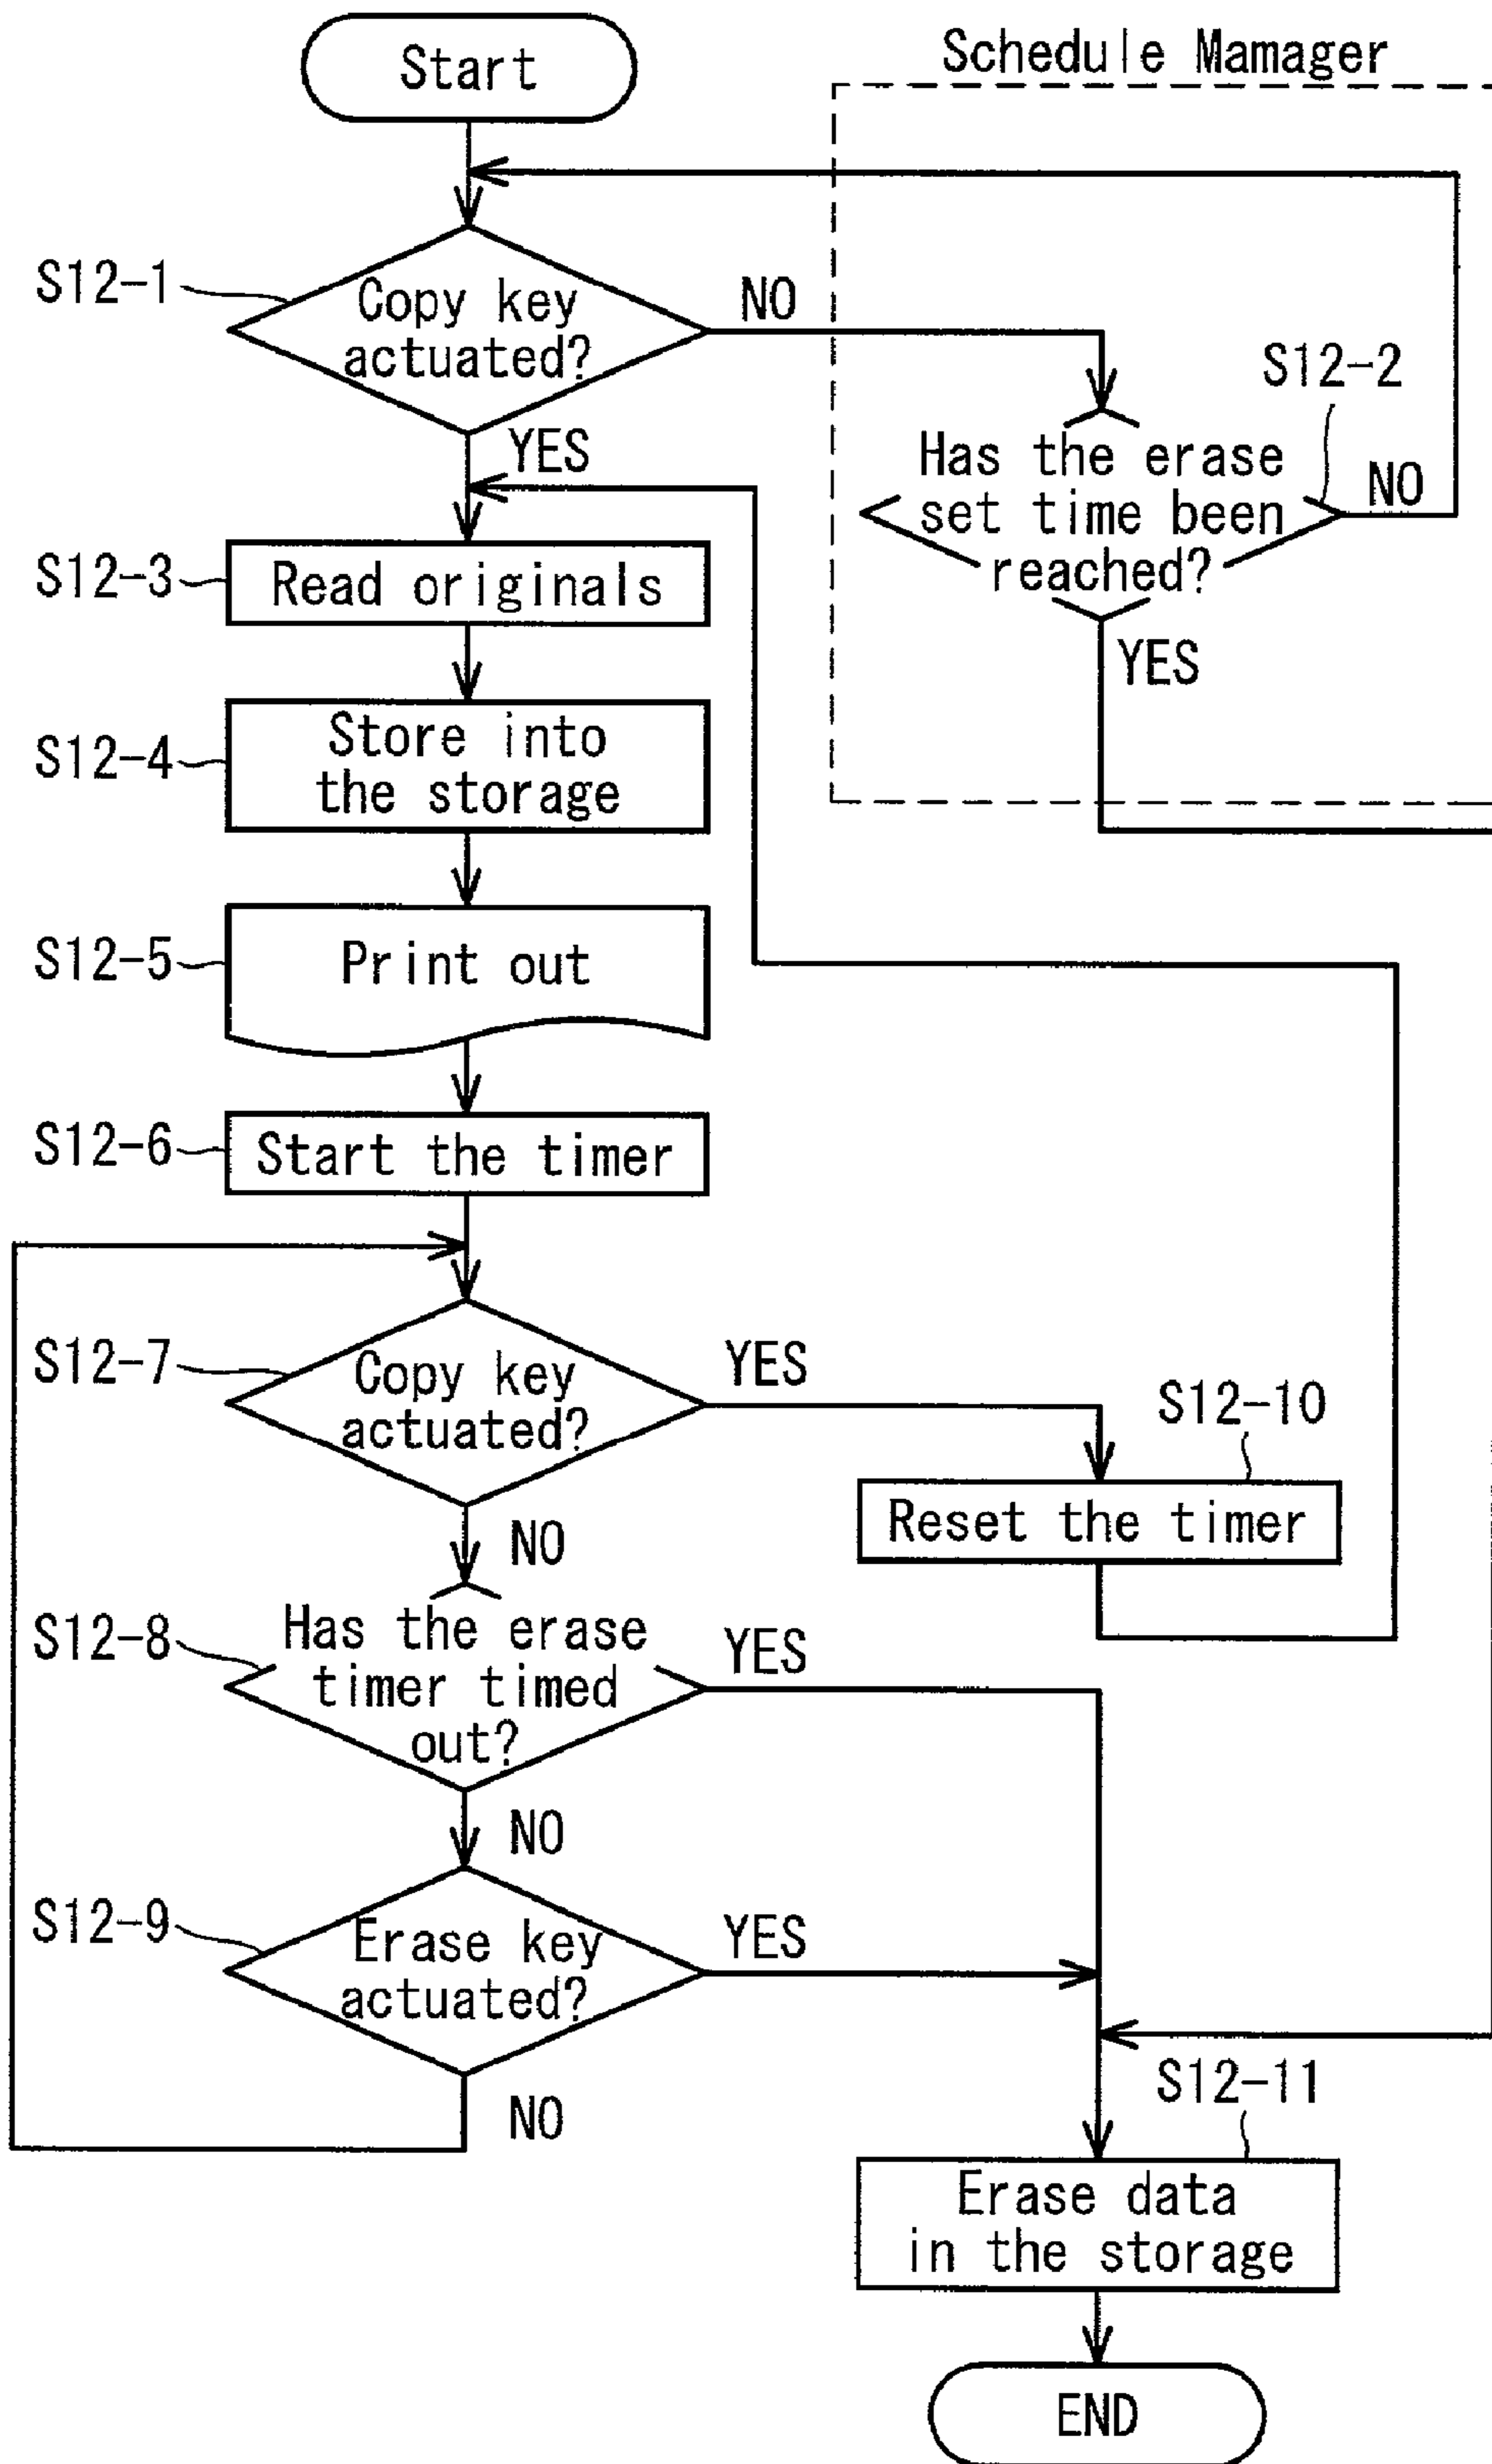 Start
Schedule Mamager
S12-1
Copy key
actuated?
NO
S12-2
Has the erase
set time been
reached?
NO
YES
YES
S12-3
Read originals
S12-4
Store into
the storage
S12-5
Print out
S12-6
Start the timer
S12-7
Copy key
actuated?
YES
S12-10
Reset the timer
NO
S12-8
Has the erase
timer timed
out?
YES
NO
S12-9
Erase key
actuated?
YES
NO
S12-11
Erase data
in the storage
END